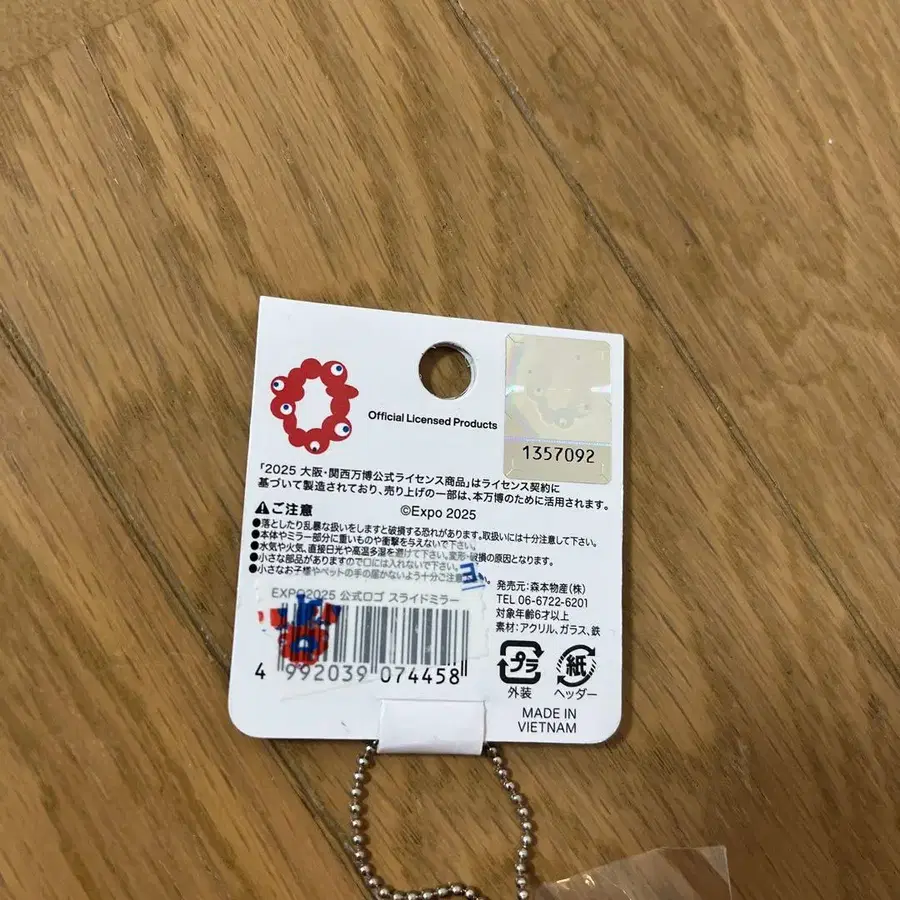 Official Licensed Products
1357092
「2025 大阪・関西万博公式ライセンス商品」はライセンス契約に
基づいて製造されており、売り上げの一部は、本万博のために活用されます。
©Expo 2025
ご注意
●落としたり乱暴な扱いをしますと破損する恐れがあります。取扱いには十分注意して下さい。
●本体やミラー部分に重いものや衝撃を与えないで下さい。
●水気や火気、直接日光や高温多湿を避けて下さい。変形・破損の原因となります。
●小さな部品がありますので口には入れないで下さい。
●小さなお子様やペットの手の届かないよう十分ご注意下さい。
EXPO2025 公式ロゴ スライドミラー
4 992039 074458
発売元:森本物産(株)
TEL 06-6722-6201
対象年齢6才以上
素材:アクリル、ガラス、鉄
プラ
外装
紙
ヘッダー
MADE IN
VIETNAM